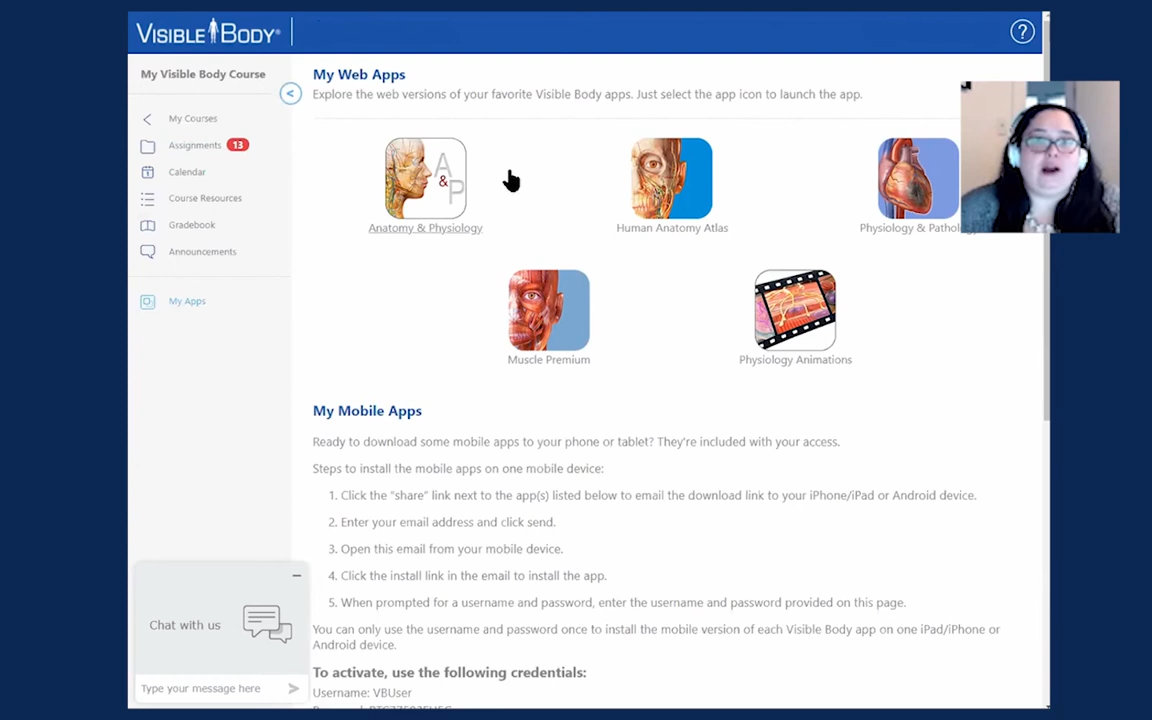 VISIBLE BODY®
?
My Visible Body Course
<
My Courses
Assignments 13
Calendar
Course Resources
Gradebook
Announcements
My Apps
My Web Apps
Explore the web versions of your favorite Visible Body apps. Just select the app icon to launch the app.
A & P
Anatomy & Physiology
Human Anatomy Atlas
Physiology &
Muscle Premium
Physiology Animations
My Mobile Apps
Ready to download some mobile apps to your phone or tablet? They're included with your access.
Steps to install the mobile apps on one mobile device:
1. Click the "share" link next to the app(s) listed below to email the download link to your iPhone/iPad or Android device.
2. Enter your email address and click send.
3. Open this email from your mobile device.
4. Click the install link in the email to install the app.
5. When prompted for a username and password, enter the username and password provided on this page.
You can only use the username and password once to install the mobile version of each Visible Body app on one iPad/iPhone or
Android device.
To activate, use the following credentials:
Username: VBUser
Chat with us
Type your message here